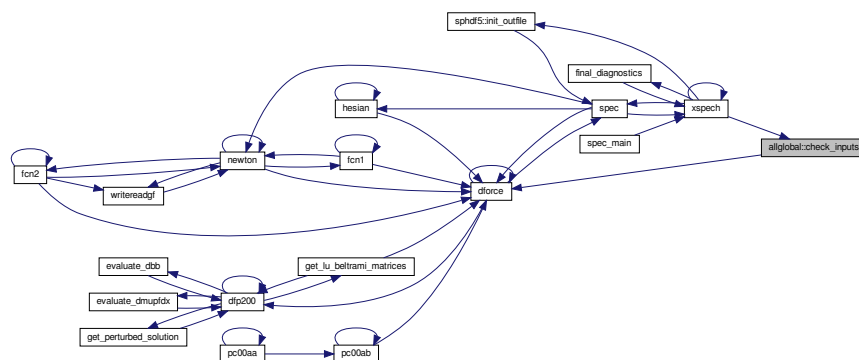 sphdf5::init_outfile
final_diagnostics
hesian
spec
xspech
spec_main
allglobal::check_inputs
newton
fcn1
fcn2
writereadgf
dforce
evaluate_dbb
get_lu_beltrami_matrices
evaluate_dmupfdx
dfp200
get_perturbed_solution
pc00aa
pc00ab